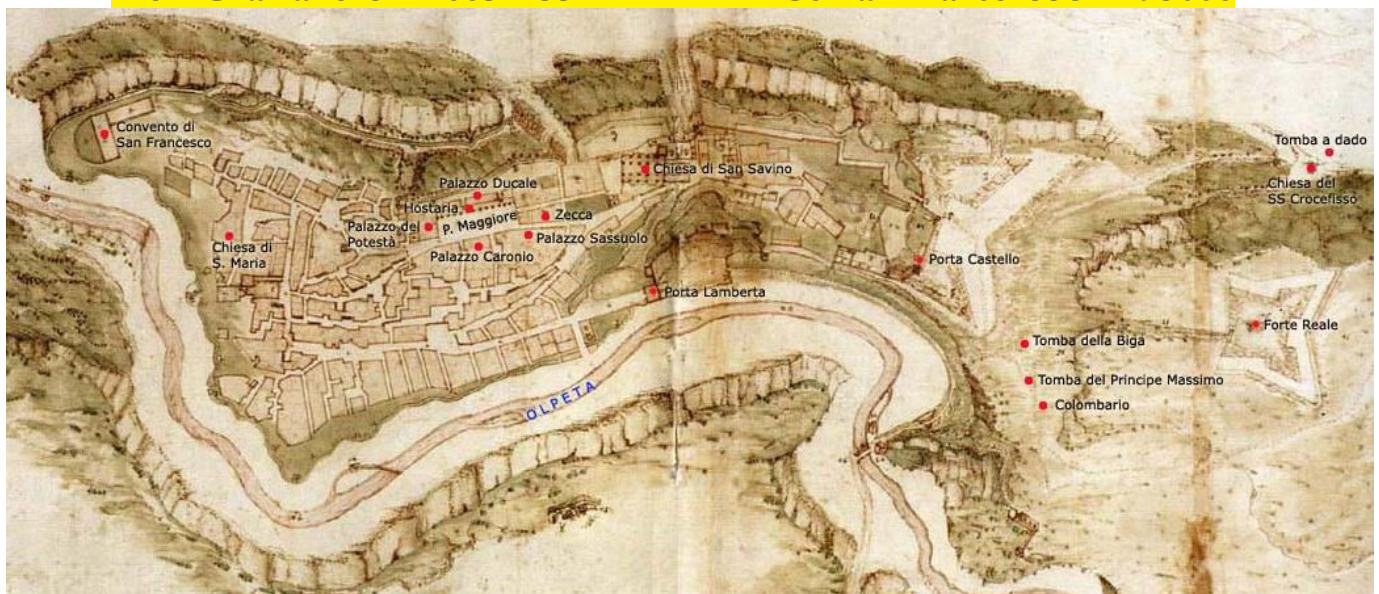 Convento di
San Francesco
Tomba a dado
Chiesa di San Savino
Chiesa del
SS Crocefisso
Palazzo Ducale
Hostaria
P. Maggiore
Zecca
Palazzo del
Potestà
Palazzo Sassuolo
Chiesa di
S. Maria
Palazzo Caronio
Porta Castello
Porta Lamberta
Forte Reale
Tomba della Biga
Tomba del Principe Massimo
Colombario
OLPETA